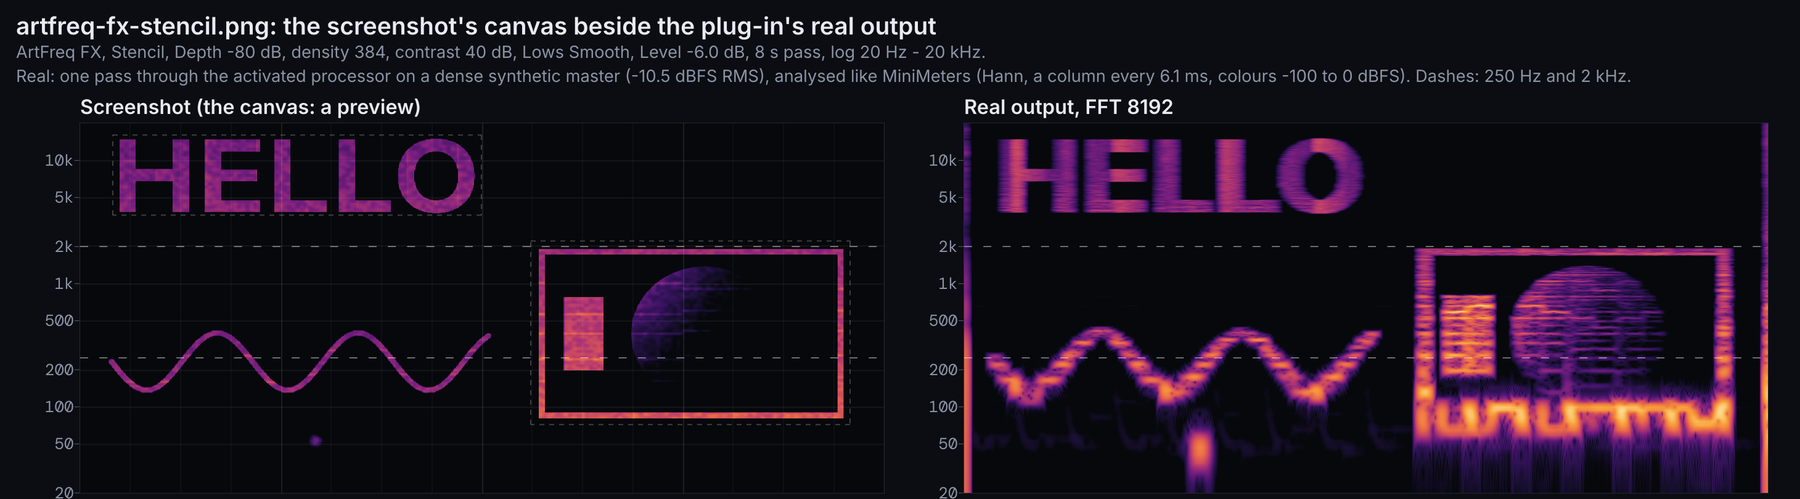 artfreq-fx-stencil.png: the screenshot's canvas beside the plug-in's real output
ArtFreq FX, Stencil, Depth -80 dB, density 384, contrast 40 dB, Lows Smooth, Level -6.0 dB, 8 s pass, log 20 Hz - 20 kHz.
Real: one pass through the activated processor on a dense synthetic master (-10.5 dBFS RMS), analysed like MiniMeters (Hann, a column every 6.1 ms, colours -100 to 0 dBFS). Dashes: 250 Hz and 2 kHz.
Screenshot (the canvas: a preview)
10k
5k
2k
1k
500
200
100
50
20
HELLO
Real output, FFT 8192
10k
5k
2k
1k
500
200
100
50
20
HELLO